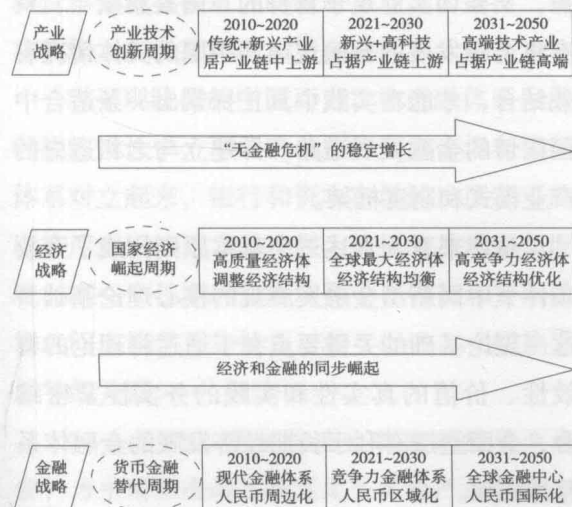 产业
战略
产业技术
创新周期
2010~2020
传统+新兴产业
居产业链中上游
2021~2030
新兴+高科技
占据产业链上游
2031~2050
高端技术产业
占据产业链高端
“无金融危机”的稳定增长
经济
战略
国家经济
崛起周期
2010~2020
高质量经济体
调整经济结构
2021~2030
全球最大经济体
经济结构均衡
2031~2050
高竞争力经济体
经济结构优化
经济和金融的同步崛起
金融
战略
货币金融
替代周期
2010~2020
现代金融体系
人民币周边化
2021~2030
竞争力金融体系
人民币区域化
2031~2050
全球金融中心
人民币国际化